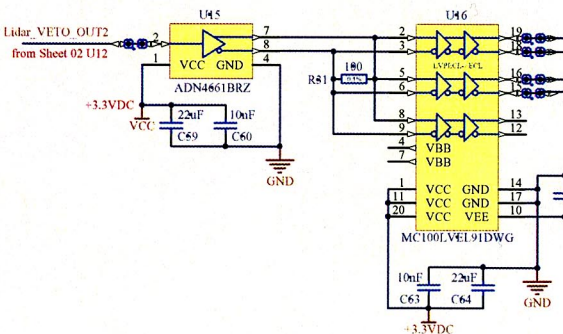 U15
U16
Lidar_VETO_OUT2
from Sheet 02 U12
2
7
8
1
4
VCC GND
ADN4661BRZ
+3.3VDC
VCC
22uF
C59
10nF
C60
GND
R31
100
2
3
5
6
8
9
4
7
19
18
16
13
12
LVPECL-ECL
VBB
VBB
1 VCC GND 14
11 VCC GND 17
20 VCC VEE 10
MC100LVEL91DWG
10nF
C63
22uF
C64
GND
+3.3VDC